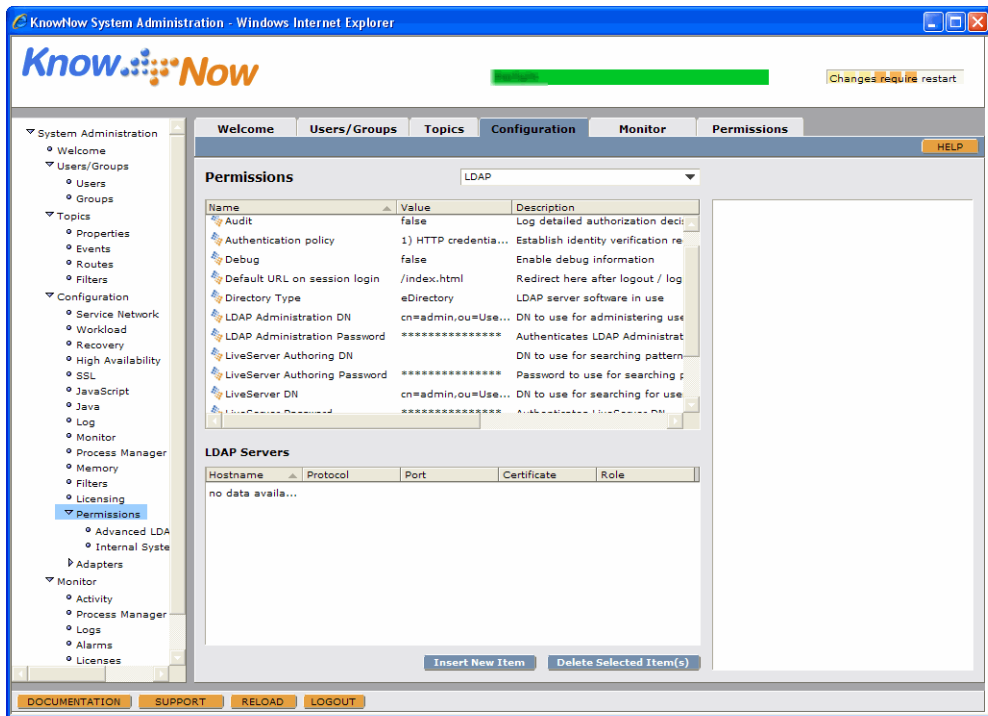 KnowNow System Administration - Windows Internet Explorer
Know Now
Changes require restart
System Administration
Welcome
Users/Groups
Users
Groups
Topics
Properties
Events
Routes
Filters
Configuration
Service Network
Workload
Recovery
High Availability
SSL
JavaScript
Java
Log
Monitor
Process Manager
Memory
Filters
Licensing
Permissions
Advanced LDA
Internal Syste
Adapters
Monitor
Activity
Process Manager
Logs
Alarms
Licenses
Welcome Users/Groups Topics Configuration Monitor Permissions
HELP
Permissions LDAP
Name Value Description
Audit false Log detailed authorization decis
Authentication policy 1) HTTP credentia... Establish identity verification re
Debug false Enable debug information
Default URL on session login /index.html Redirect here after logout / log
Directory Type eDirectory LDAP server software in use
LDAP Administration DN cn=admin,ou=Use... DN to use for administering use
LDAP Administration Password *************** Authenticates LDAP Administrat
LiveServer Authoring DN DN to use for searching pattern
LiveServer Authoring Password *************** Password to use for searching p
LiveServer DN cn=admin,ou=Use... DN to use for searching for use
LiveServer Password *************** Authenticates LiveServer DN
LDAP Servers
Hostname Protocol Port Certificate Role
no data availa...
Insert New Item Delete Selected Item(s)
DOCUMENTATION SUPPORT RELOAD LOGOUT